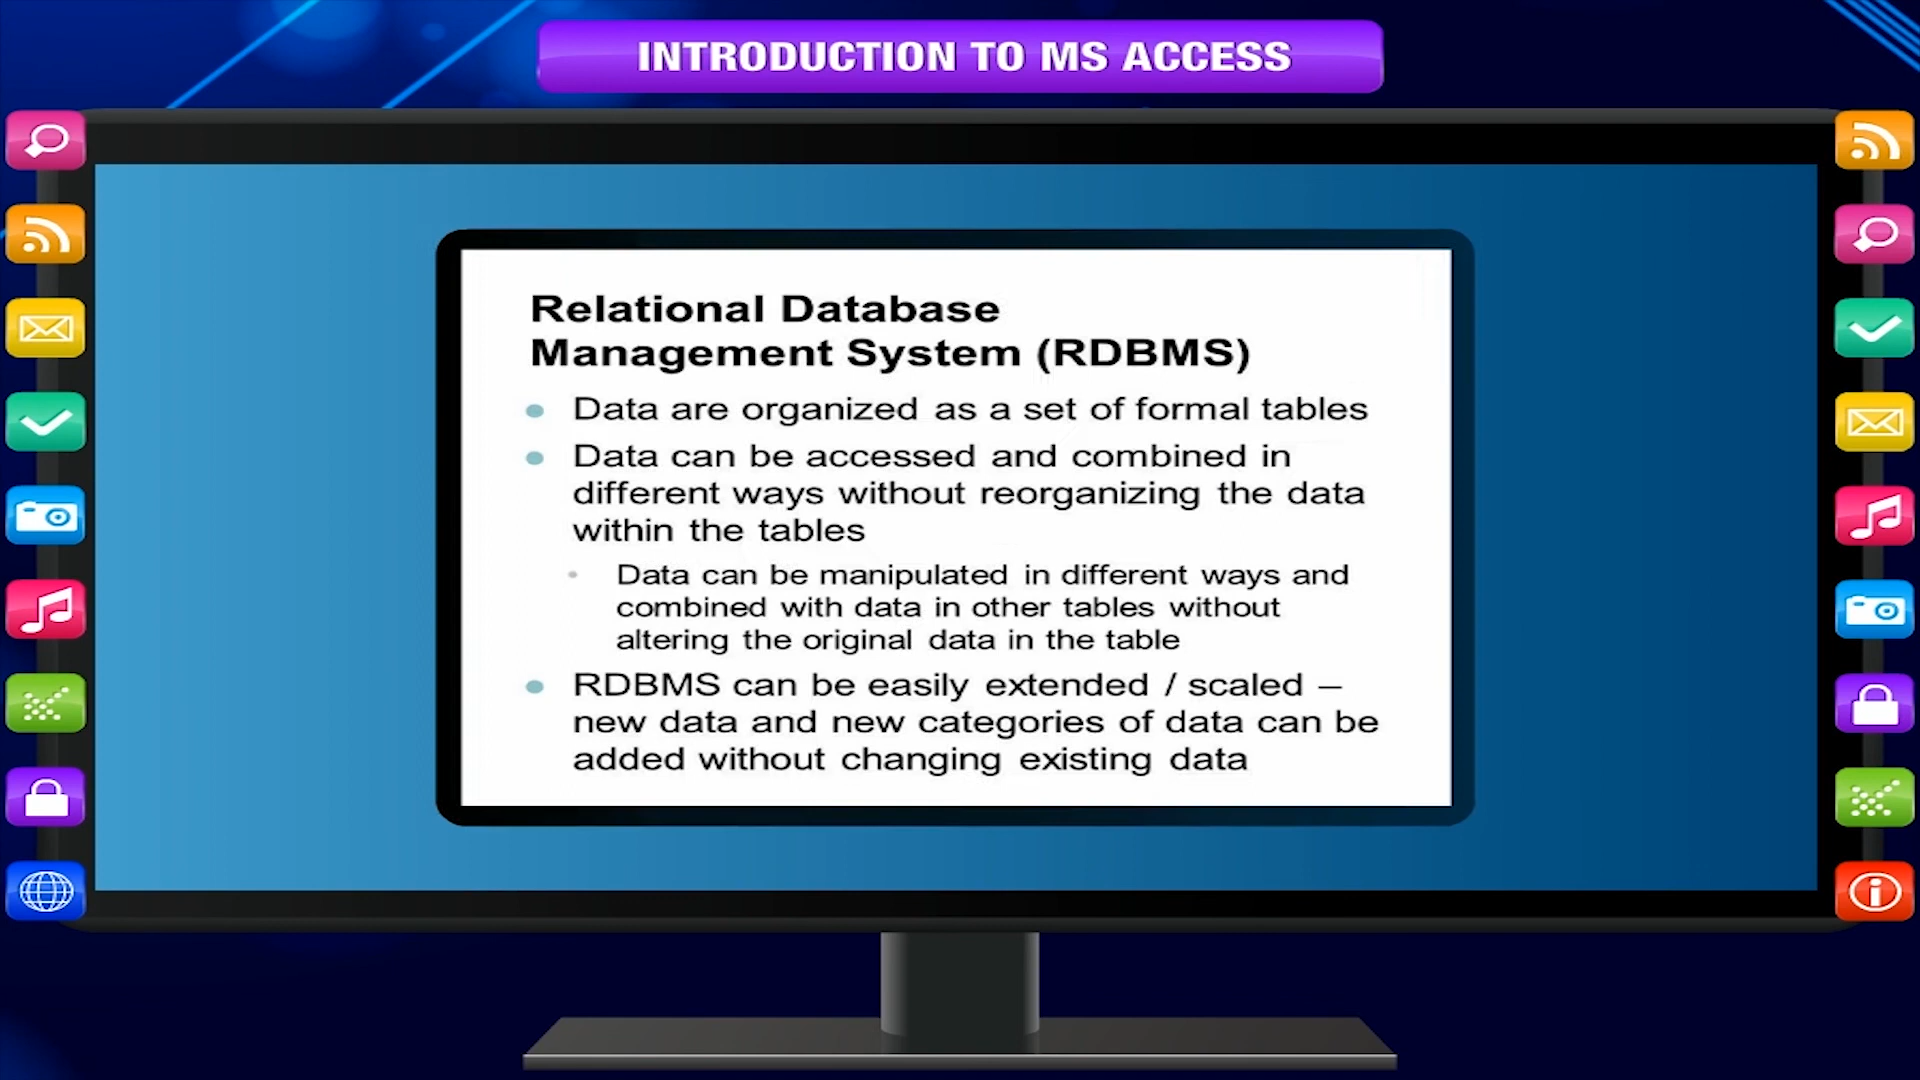 INTRODUCTION TO MS ACCESS
Relational Database
Management System (RDBMS)
Data are organized as a set of formal tables
Data can be accessed and combined in
different ways without reorganizing the data
within the tables
Data can be manipulated in different ways and
combined with data in other tables without
altering the original data in the table
RDBMS can be easily extended / scaled –
new data and new categories of data can be
added without changing existing data